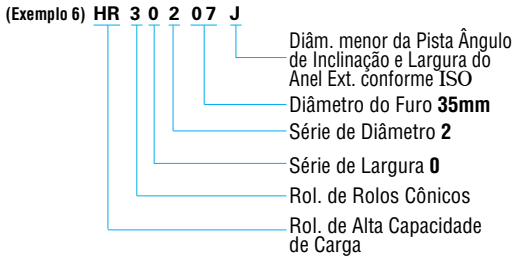 (Exemplo 6) HR 3 0 2 07 J
Diâm. menor da Pista Ângulo
de Inclinação e Largura do
Anel Ext. conforme ISO
Diâmetro do Furo 35mm
Série de Diâmetro 2
Série de Largura 0
Rol. de Rolos Cônicos
Rol. de Alta Capacidade
de Carga